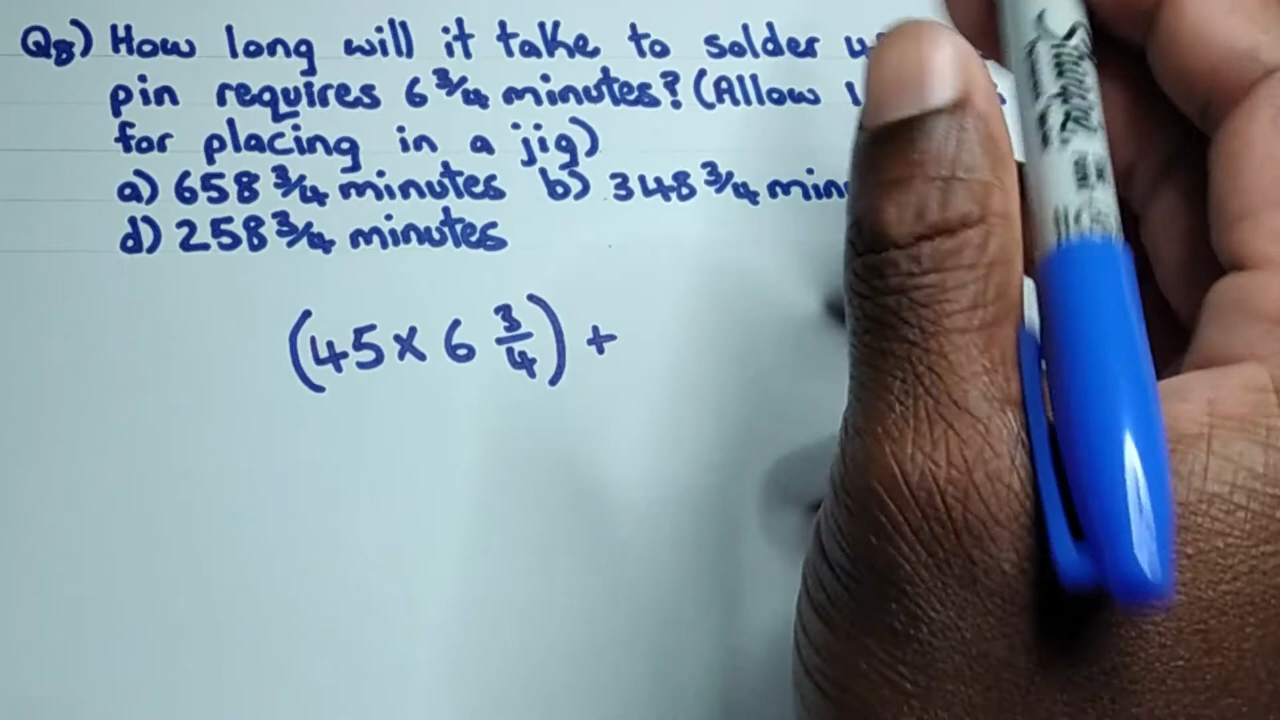 Q8) How long will it take to solder
pin requires 6 3/4 minutes? (Allow
for placing in a jig)
a) 658 3/4 minutes b) 348 3/4
d) 258 3/4 minutes
(45 × 6 3/4) +